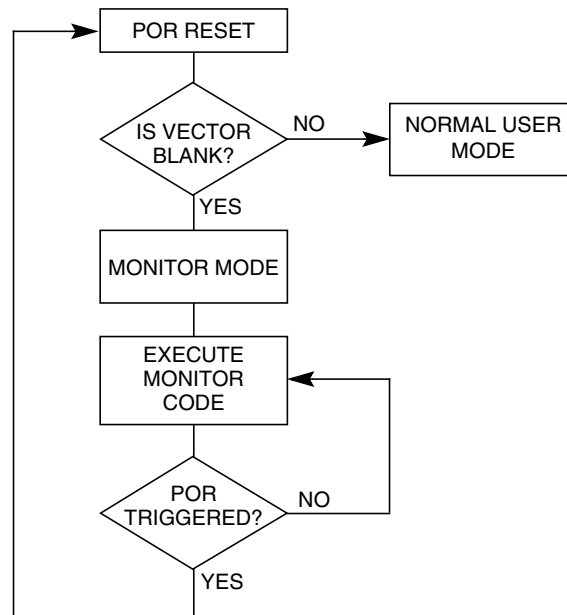 POR RESET
IS VECTOR
BLANK?
NO
NORMAL USER
MODE
YES
MONITOR MODE
EXECUTE
MONITOR
CODE
POR
TRIGGERED?
NO
YES